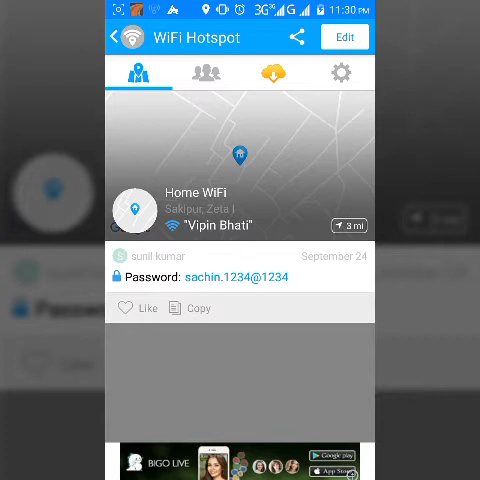 3G 3G G 11:30 PM
WiFi Hotspot
Edit
Home WiFi
Sakipur, Zeta I
"Vipin Bhati"
3 mi
S sunil kumar
September 24
Password: sachin.1234@1234
Like
Copy
BIGO LIVE
Google play
App Store